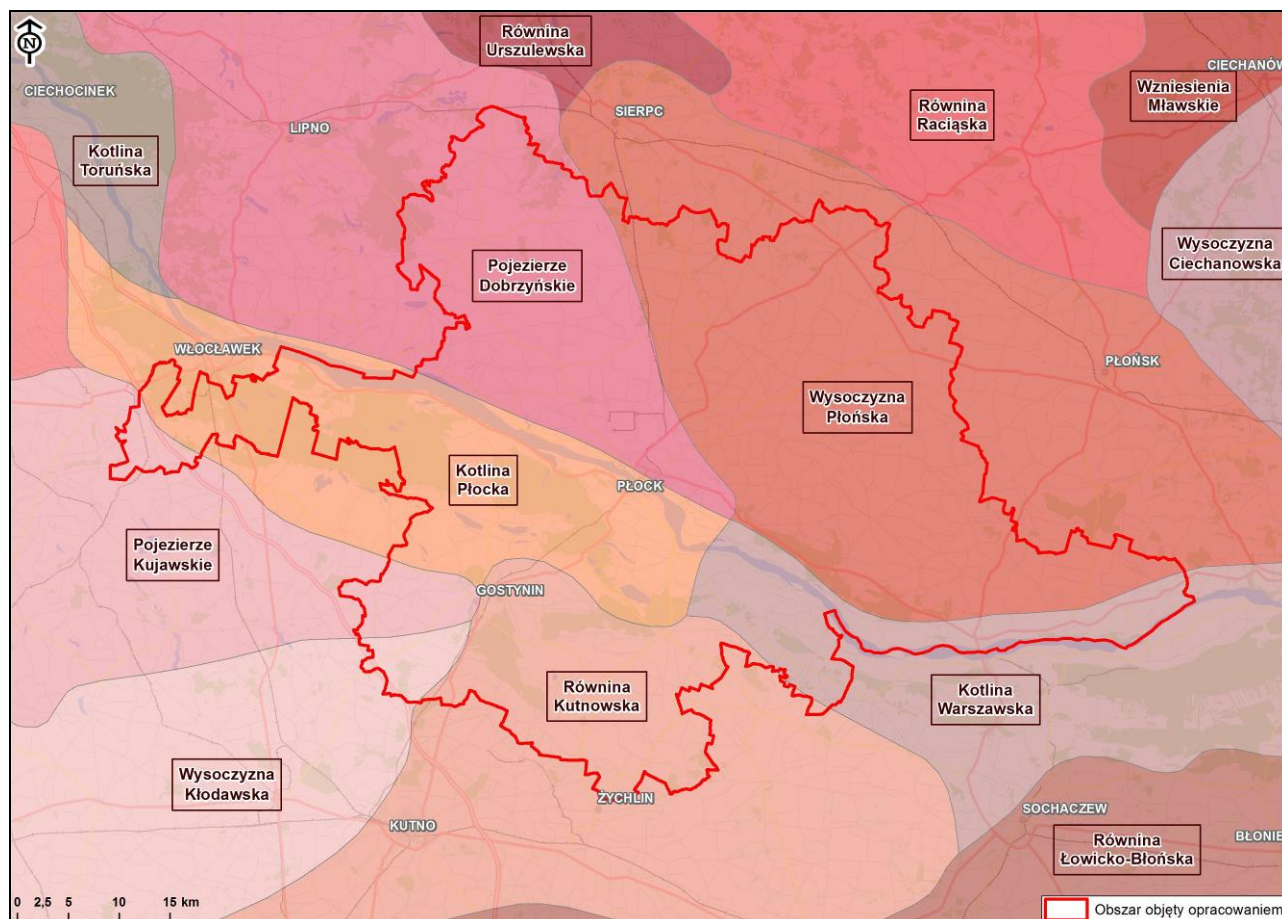 N
Równina
Urszulewska
CIECHOCINEK
CIECHANÓW
Wzniesienia
Mławskie
SIERPC
LIPNO
Równina
Raciąska
Kotlina
Toruńska
Wysoczyzna
Ciechanowska
Pojezierze
Dobrzyńskie
WŁOCŁAWEK
PŁOŃSK
Wysoczyzna
Płońska
Kotlina
Płocka
PŁOCK
Pojezierze
Kujawskie
GOSTYNIN
Równina
Kutnowska
Kotlina
Warszawska
Wysoczyzna
Kłodawska
ŻYCHLIN
SOCHACZEW
KUTNO
BŁONIE
Równina
Łowicko-Błońska
0 2,5 5 10 15 km
Obszar objęty opracowaniem